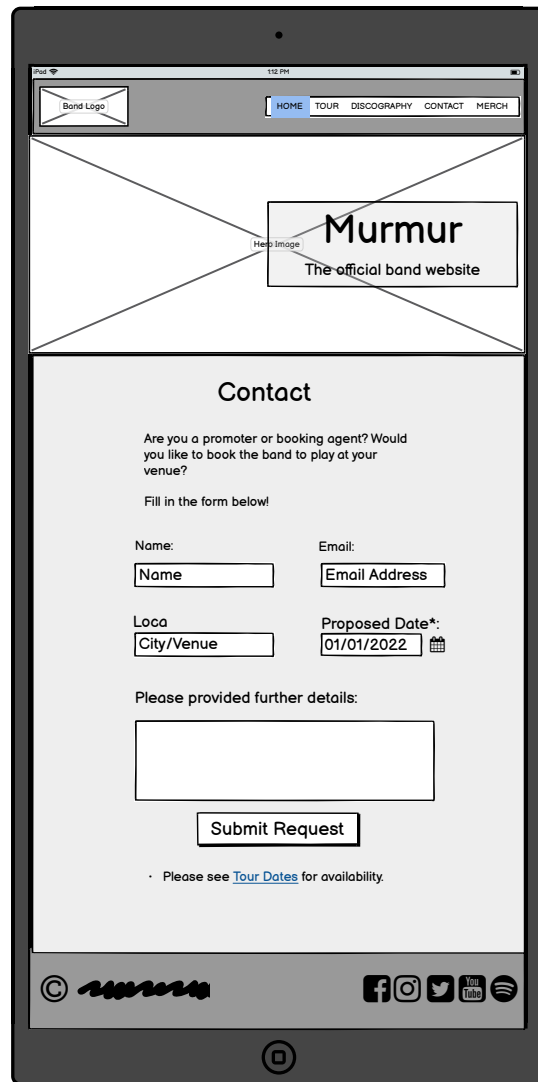 iPad 1:12 PM
Band Logo
HOME TOUR DISCOGRAPHY CONTACT MERCH
Murmur
Hero Image
The official band website
Contact
Are you a promoter or booking agent? Would
you like to book the band to play at your
venue?
Fill in the form below!
Name: Email:
Name Email Address
Loca Proposed Date*:
City/Venue 01/01/2022
Please provided further details:
Submit Request
· Please see Tour Dates for availability.
©
You
Tube